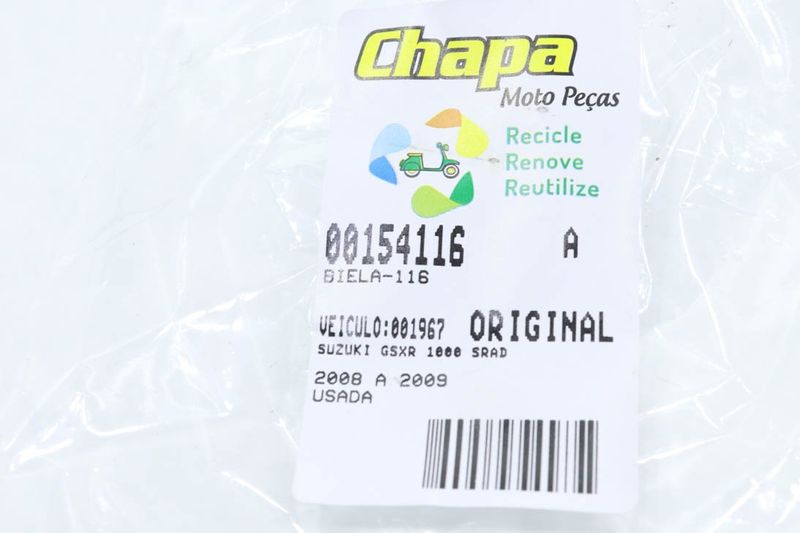 Chapa
Moto Peças
Recicle
Renove
Reutilize
00154116 A
BIELA-116
VEICULO:001967 ORIGINAL
SUZUKI GSXR 1000 SRAD
2008 A 2009
USADA